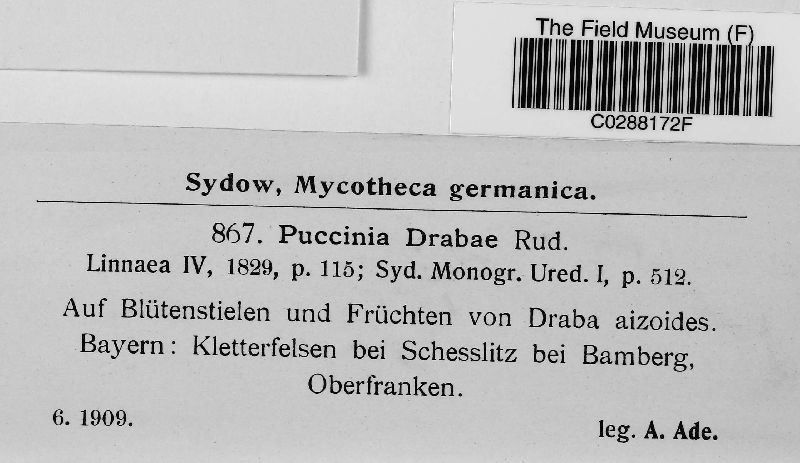 The Field Museum (F)
C0288172F
Sydow, Mycotheca germanica.
867. Puccinia Drabae Rud.
Linnaea IV, 1829, p. 115; Syd. Monogr. Ured. I, p. 512.
Auf Blütenstielen und Früchten von Draba aizoides.
Bayern: Kletterfelsen bei Schesslitz bei Bamberg,
Oberfranken.
6. 1909.
leg. A. Ade.